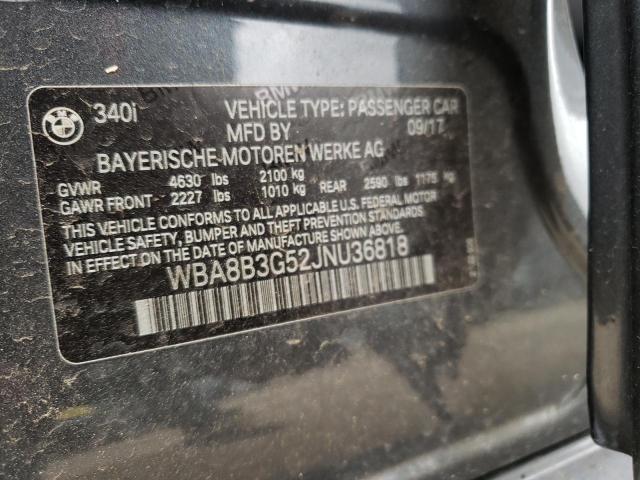 BMW 340i VEHICLE TYPE: PASSENGER CAR
MFD BY 09/17
BAYERISCHE MOTOREN WERKE AG
GVWR 4630 lbs 2100 kg
GAWR FRONT 2227 lbs 1010 kg REAR 2590 lbs 1175 kg
THIS VEHICLE CONFORMS TO ALL APPLICABLE U.S. FEDERAL MOTOR
VEHICLE SAFETY, BUMPER AND THEFT PREVENTION STANDARDS
IN EFFECT ON THE DATE OF MANUFACTURE SHOWN ABOVE.
WBA8B3G52JNU36818